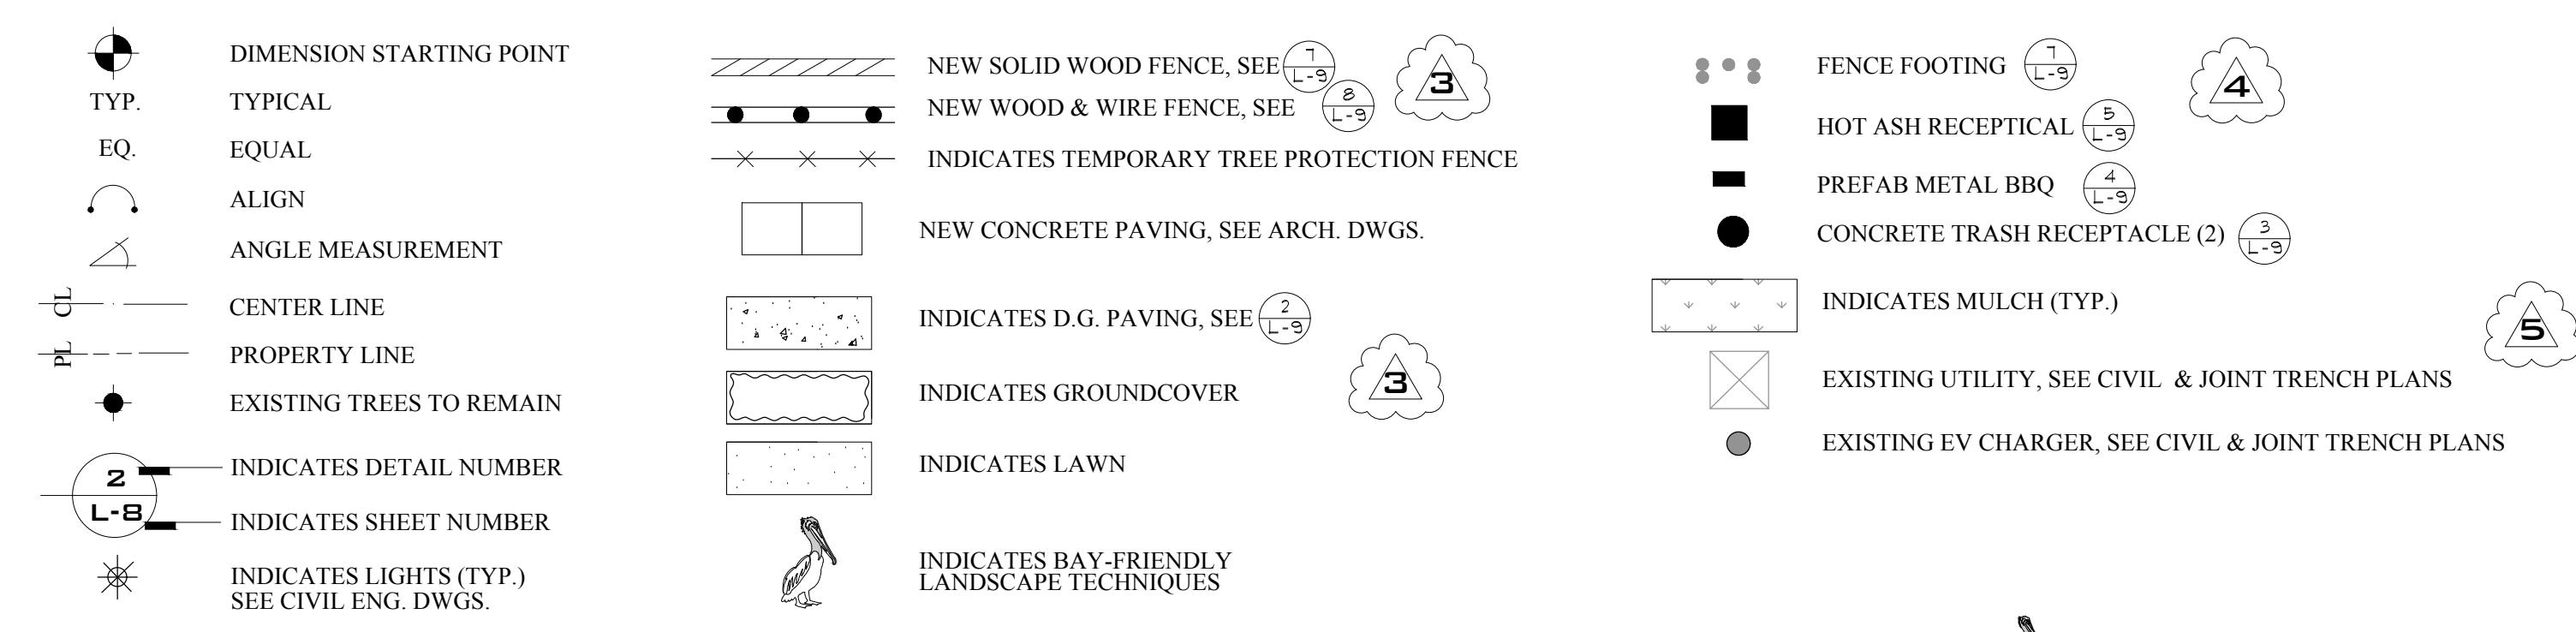 DIMENSION STARTING POINT
TYP. TYPICAL
EQ. EQUAL
ALIGN
ANGLE MEASUREMENT
CL CENTER LINE
PL PROPERTY LINE
EXISTING TREES TO REMAIN
2 INDICATES DETAIL NUMBER
L-8 INDICATES SHEET NUMBER
INDICATES LIGHTS (TYP.)
SEE CIVIL ENG. DWGS.
NEW SOLID WOOD FENCE, SEE 7 L-9
3
NEW WOOD & WIRE FENCE, SEE 8 L-9
INDICATES TEMPORARY TREE PROTECTION FENCE
NEW CONCRETE PAVING, SEE ARCH. DWGS.
INDICATES D.G. PAVING, SEE 2 L-9
3
INDICATES GROUNDCOVER
INDICATES LAWN
INDICATES BAY-FRIENDLY
LANDSCAPE TECHNIQUES
FENCE FOOTING 7 L-9
4
HOT ASH RECEPTICAL 5 L-9
PREFAB METAL BBQ 4 L-9
CONCRETE TRASH RECEPTACLE (2) 3 L-9
INDICATES MULCH (TYP.)
5
EXISTING UTILITY, SEE CIVIL & JOINT TRENCH PLANS
EXISTING EV CHARGER, SEE CIVIL & JOINT TRENCH PLANS